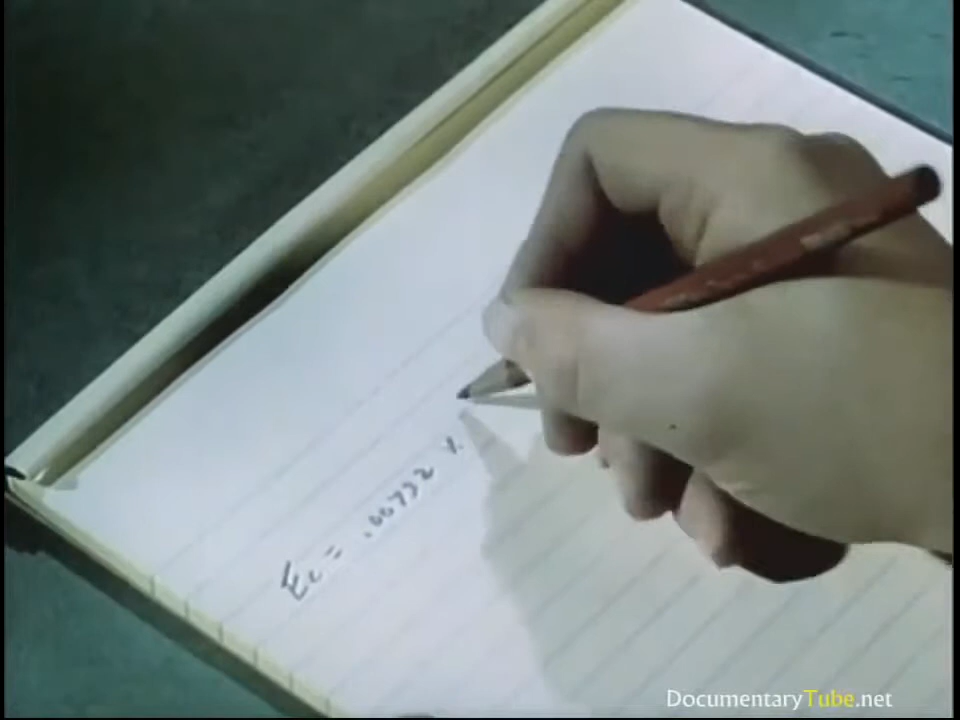 Ec = .00732 x
DocumentaryTube.net